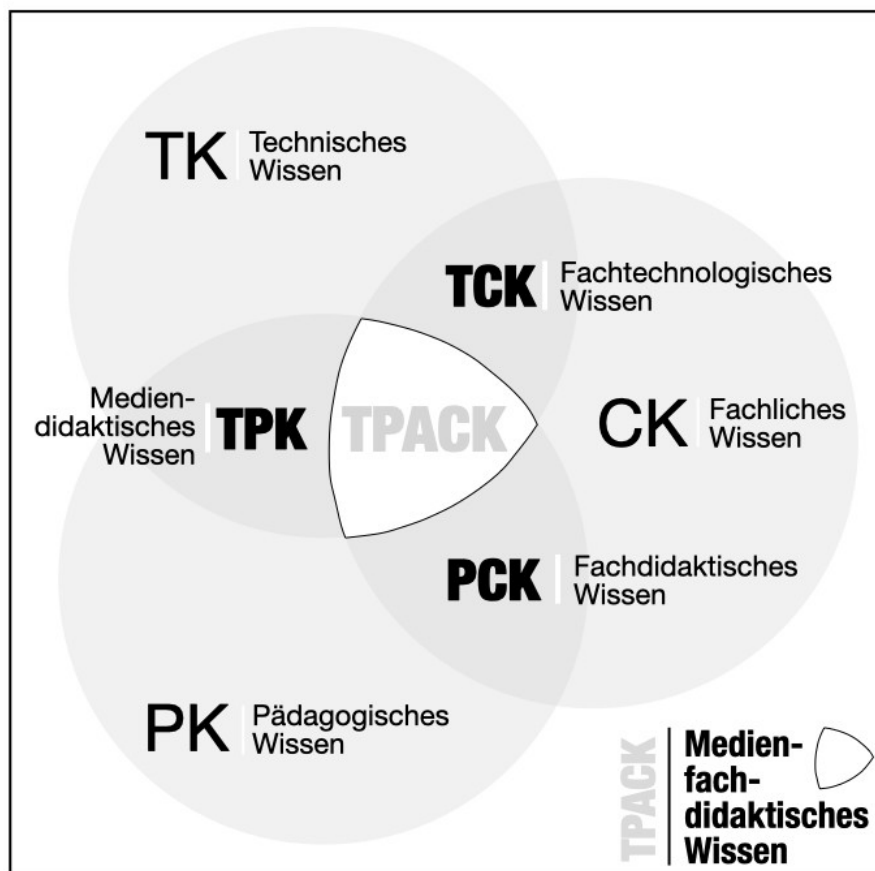 TK
Technisches
Wissen
TCK
Fachtechnologisches
Wissen
Medien-
didaktisches
Wissen
TPK
TPACK
CK
Fachliches
Wissen
PCK
Fachdidaktisches
Wissen
PK
Pädagogisches
Wissen
TPACK
Medien-
fach-
didaktisches
Wissen